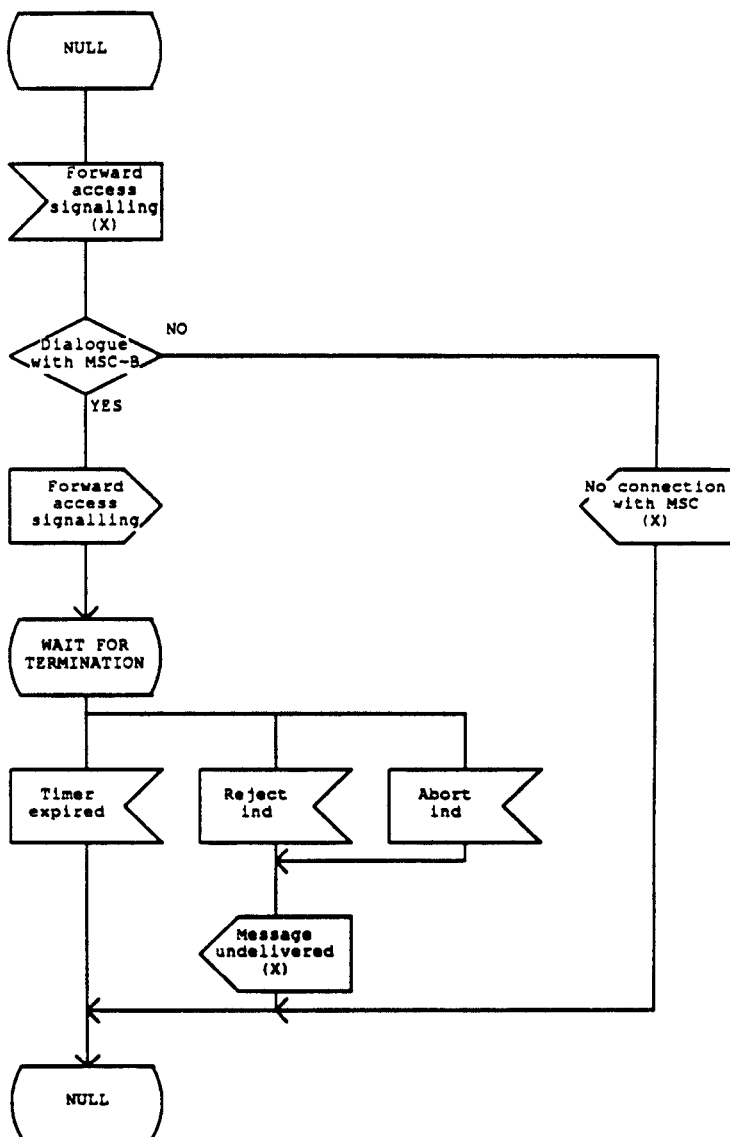 NULL
Forward
access
signalling
(X)
Dialogue
with MSC-B
NO
YES
Forward
access
signalling
No connection
with MSC
(X)
WAIT FOR
TERMINATION
Timer
expired
Reject
ind
Abort
ind
Message
undelivered
(X)
NULL